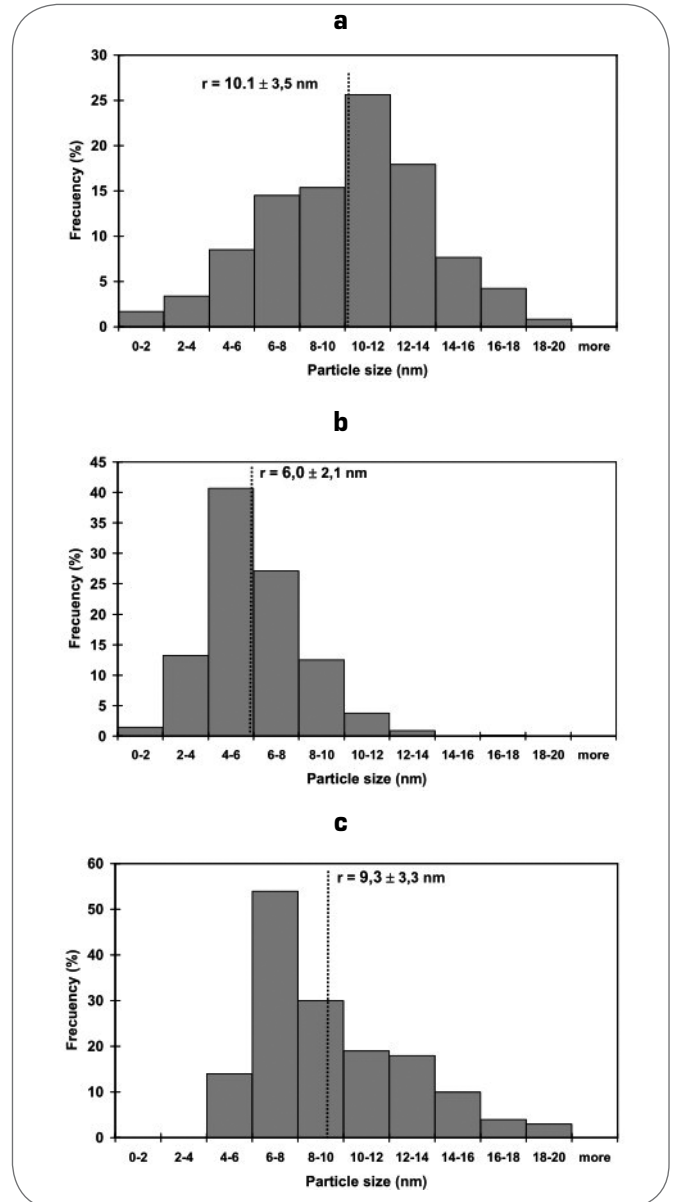 a
r = 10.1 ± 3,5 nm
30
25
20
15
10
5
0
Frecuency (%)
0-2 2-4 4-6 6-8 8-10 10-12 12-14 14-16 16-18 18-20 more
Particle size (nm)
b
r = 6,0 ± 2,1 nm
45
40
35
30
25
20
15
10
5
0
Frecuency (%)
0-2 2-4 4-6 6-8 8-10 10-12 12-14 14-16 16-18 18-20 more
Particle size (nm)
c
r = 9,3 ± 3,3 nm
60
50
40
30
20
10
0
Frecuency (%)
0-2 2-4 4-6 6-8 8-10 10-12 12-14 14-16 16-18 18-20 more
Particle size (nm)